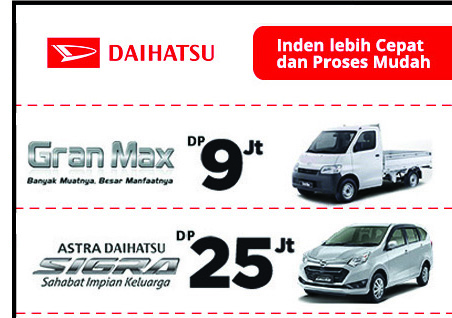 DAIHATSU
Inden lebih Cepat
dan Proses Mudah
Gran Max
Banyak Muatnya, Besar Manfaatnya
DP 9 Jt
ASTRA DAIHATSU
SIGRA
Sahabat Impian Keluarga
DP 25 Jt